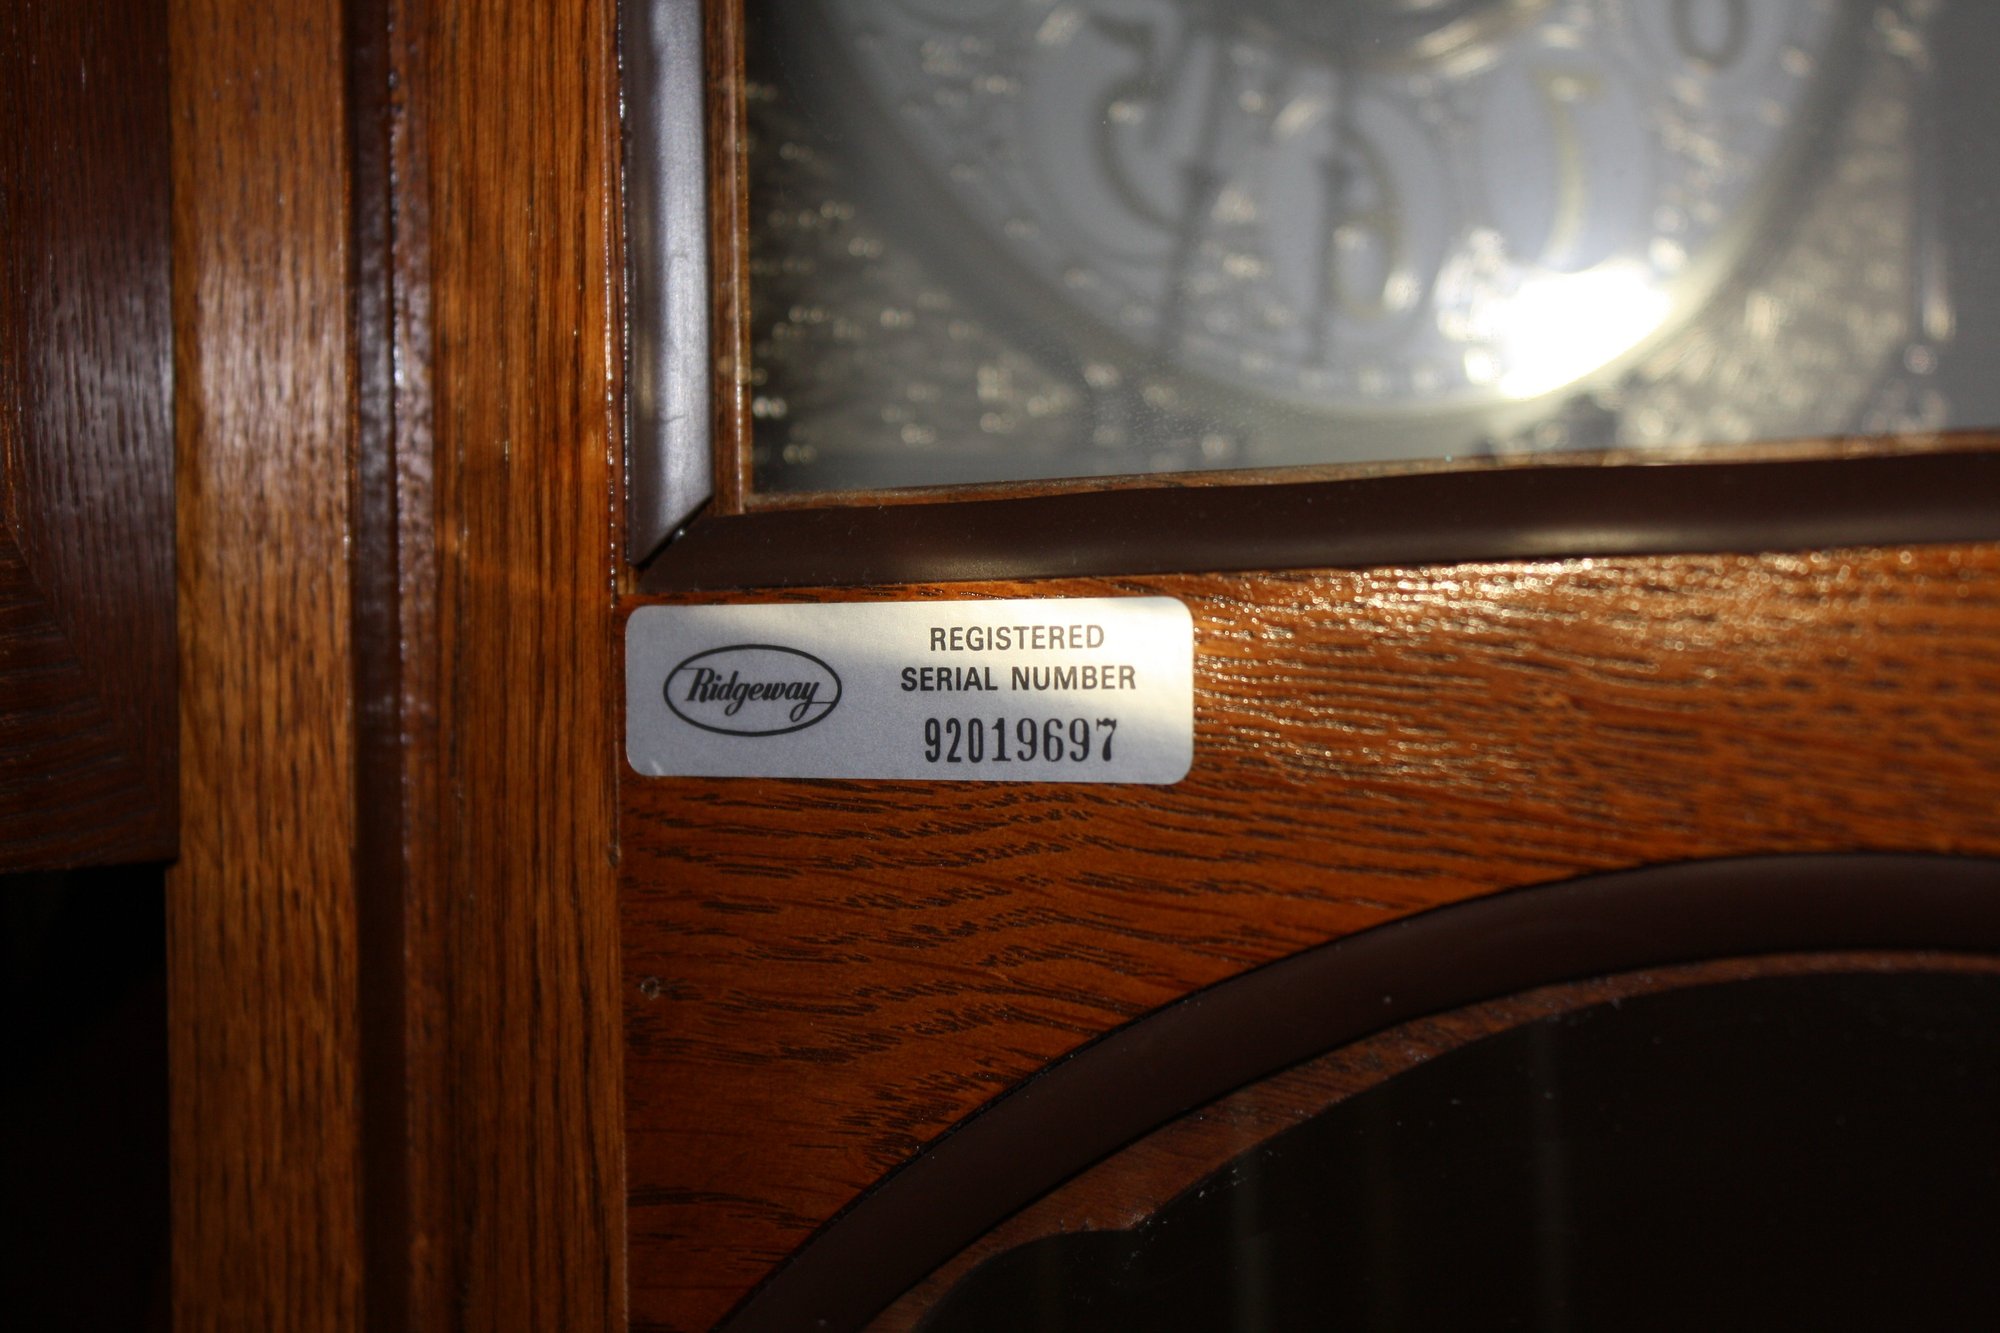 Ridgeway
REGISTERED
SERIAL NUMBER
92019697